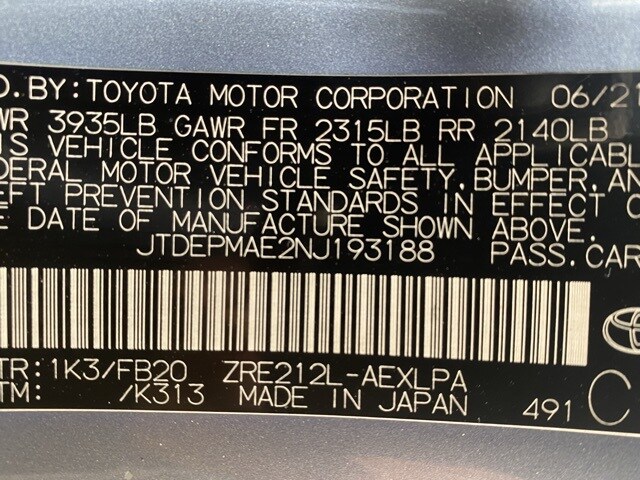 D. BY: TOYOTA MOTOR CORPORATION 06/21
WR 3935LB GAWR FR 2315LB RR 2140LB
IS VEHICLE CONFORMS TO ALL APPLICABLE
DERAL MOTOR VEHICLE SAFETY, BUMPER, AN
EFT PREVENTION STANDARDS IN EFFECT O
E DATE OF MANUFACTURE SHOWN ABOVE.
JTDEPMAE2NJ193188 PASS. CAR
TR: 1K3/FB20 ZRE212L-AEXLPA
TM: /K313 MADE IN JAPAN 491 C